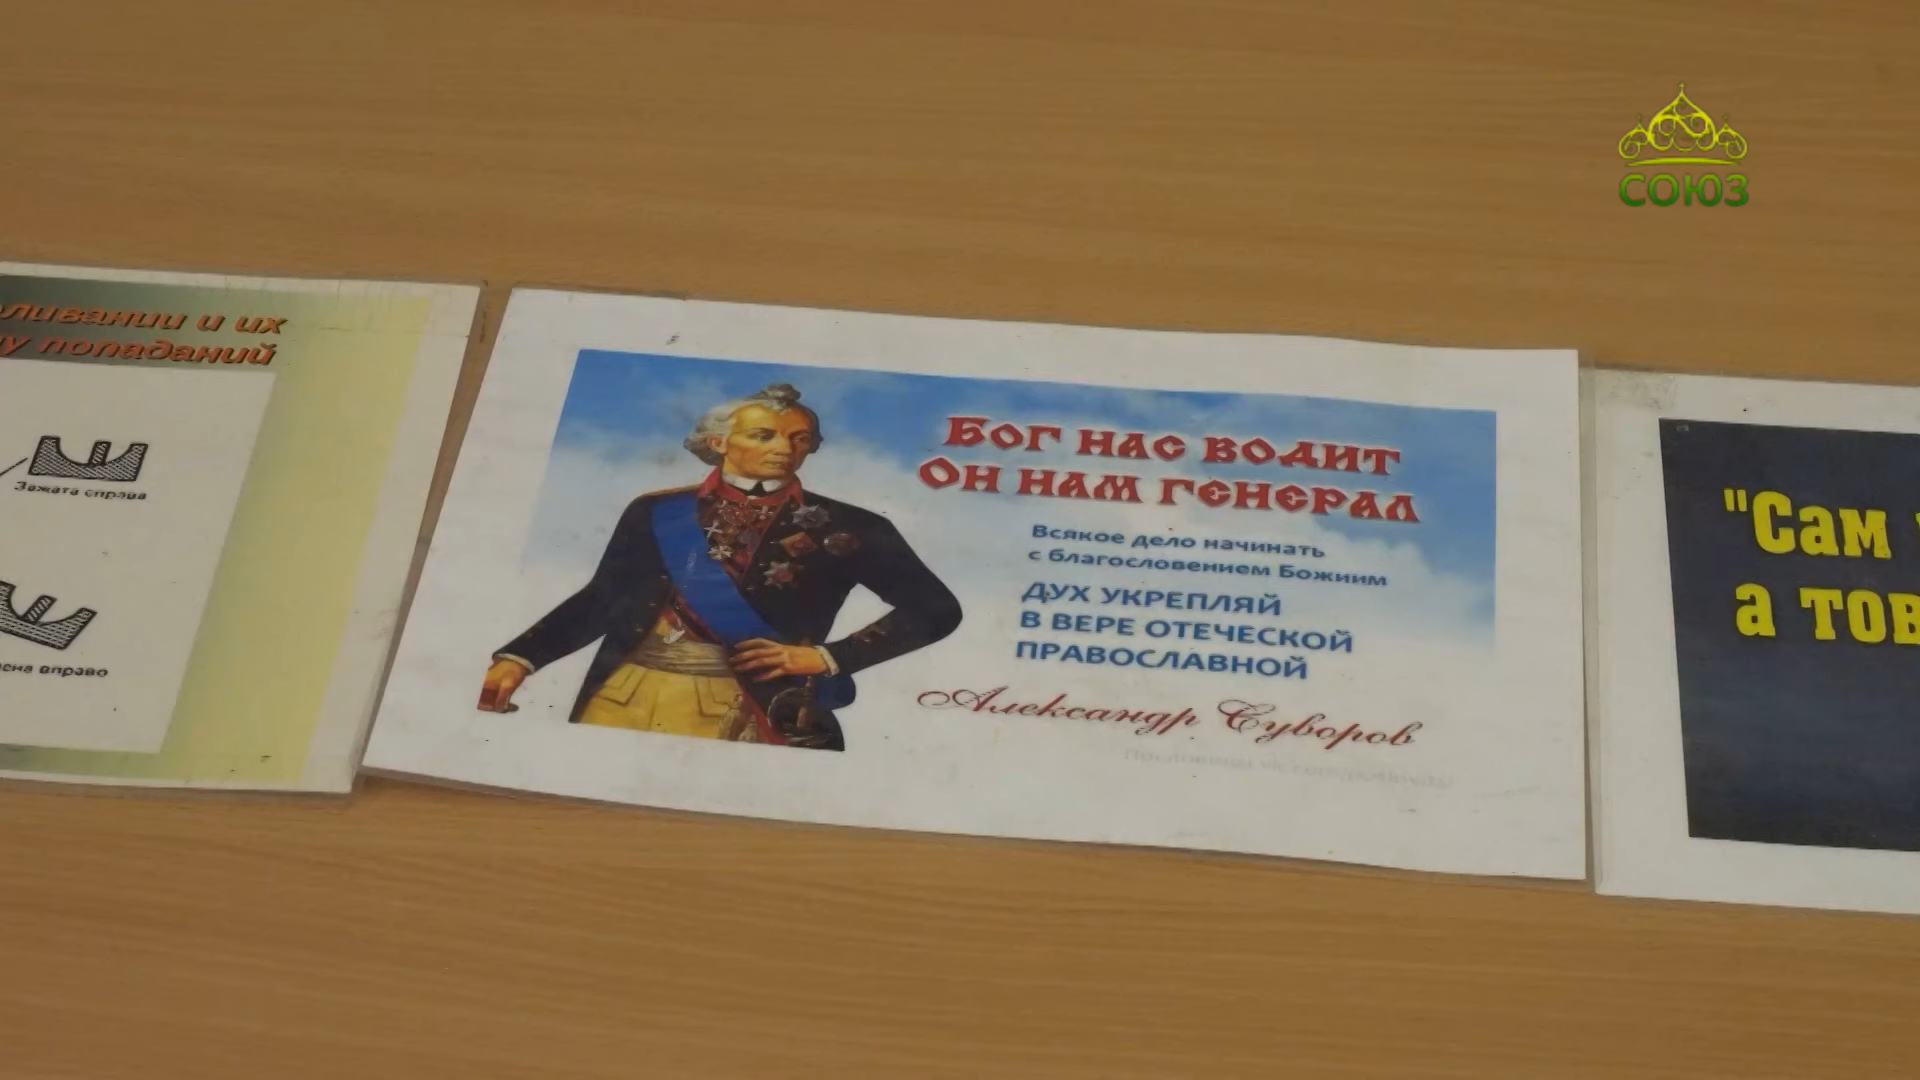 СОЮЗ
ливании и их
попаданий
Зажата справа
вправо
Бог нас водит
Он нам генерал
Всякое дело начинать
с благословением Божиим
ДУХ УКРЕПЛЯЙ
В ВЕРЕ ОТЕЧЕСКОЙ
ПРАВОСЛАВНОЙ
Александр Суворов
"Сам
а тов